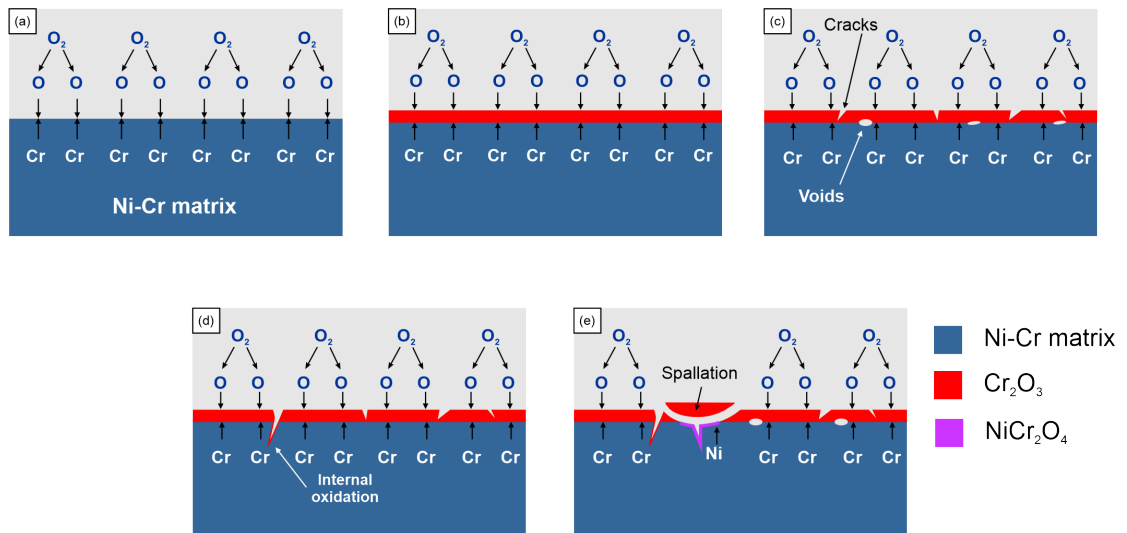 (a)
O₂ O₂ O₂ O₂
O O O O O O O O
Cr Cr Cr Cr Cr Cr Cr Cr
Ni-Cr matrix
(b)
O₂ O₂ O₂ O₂
O O O O O O O O
Cr Cr Cr Cr Cr Cr Cr Cr
(c)
Cracks
O₂ O₂ O₂ O₂
O O O O O O O O
Cr Cr Cr Cr Cr Cr Cr Cr
Voids
(d)
O₂ O₂ O₂ O₂
O O O O O O O O
Cr Cr Cr Cr Cr Cr Cr Cr
Internal
oxidation
(e)
O₂ O₂ O₂
Spallation
O O O O O O
Cr Cr Ni Cr Cr Cr Cr
Ni-Cr matrix
Cr₂O₃
NiCr₂O₄